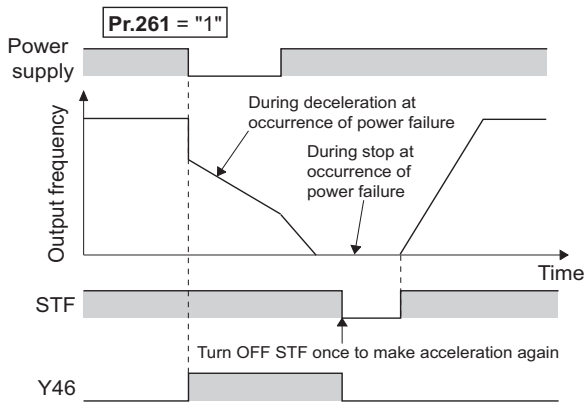 Pr.261 = "1"
Power
supply
During deceleration at
occurrence of power failure
During stop at
occurrence of
power failure
Output frequency
Time
STF
Turn OFF STF once to make acceleration again
Y46